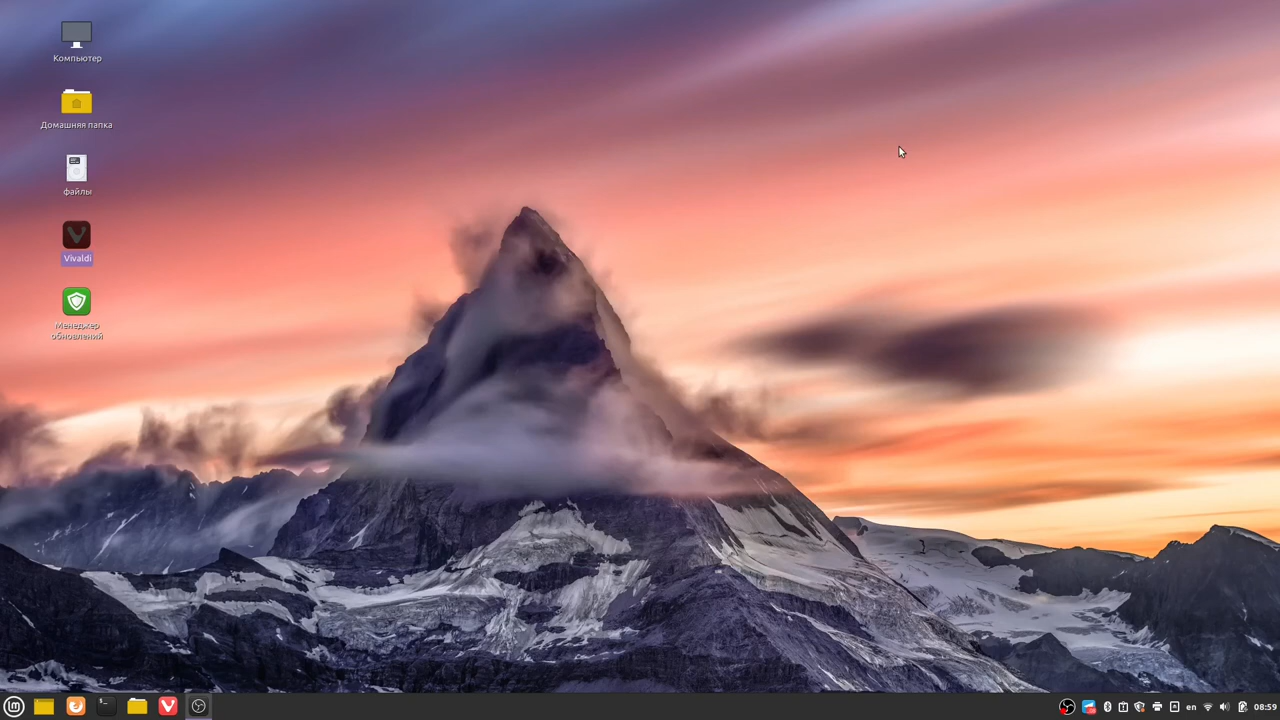 Компьютер
Домашняя папка
файлы
Vivaldi
Менеджер
обновлений
en
08:59